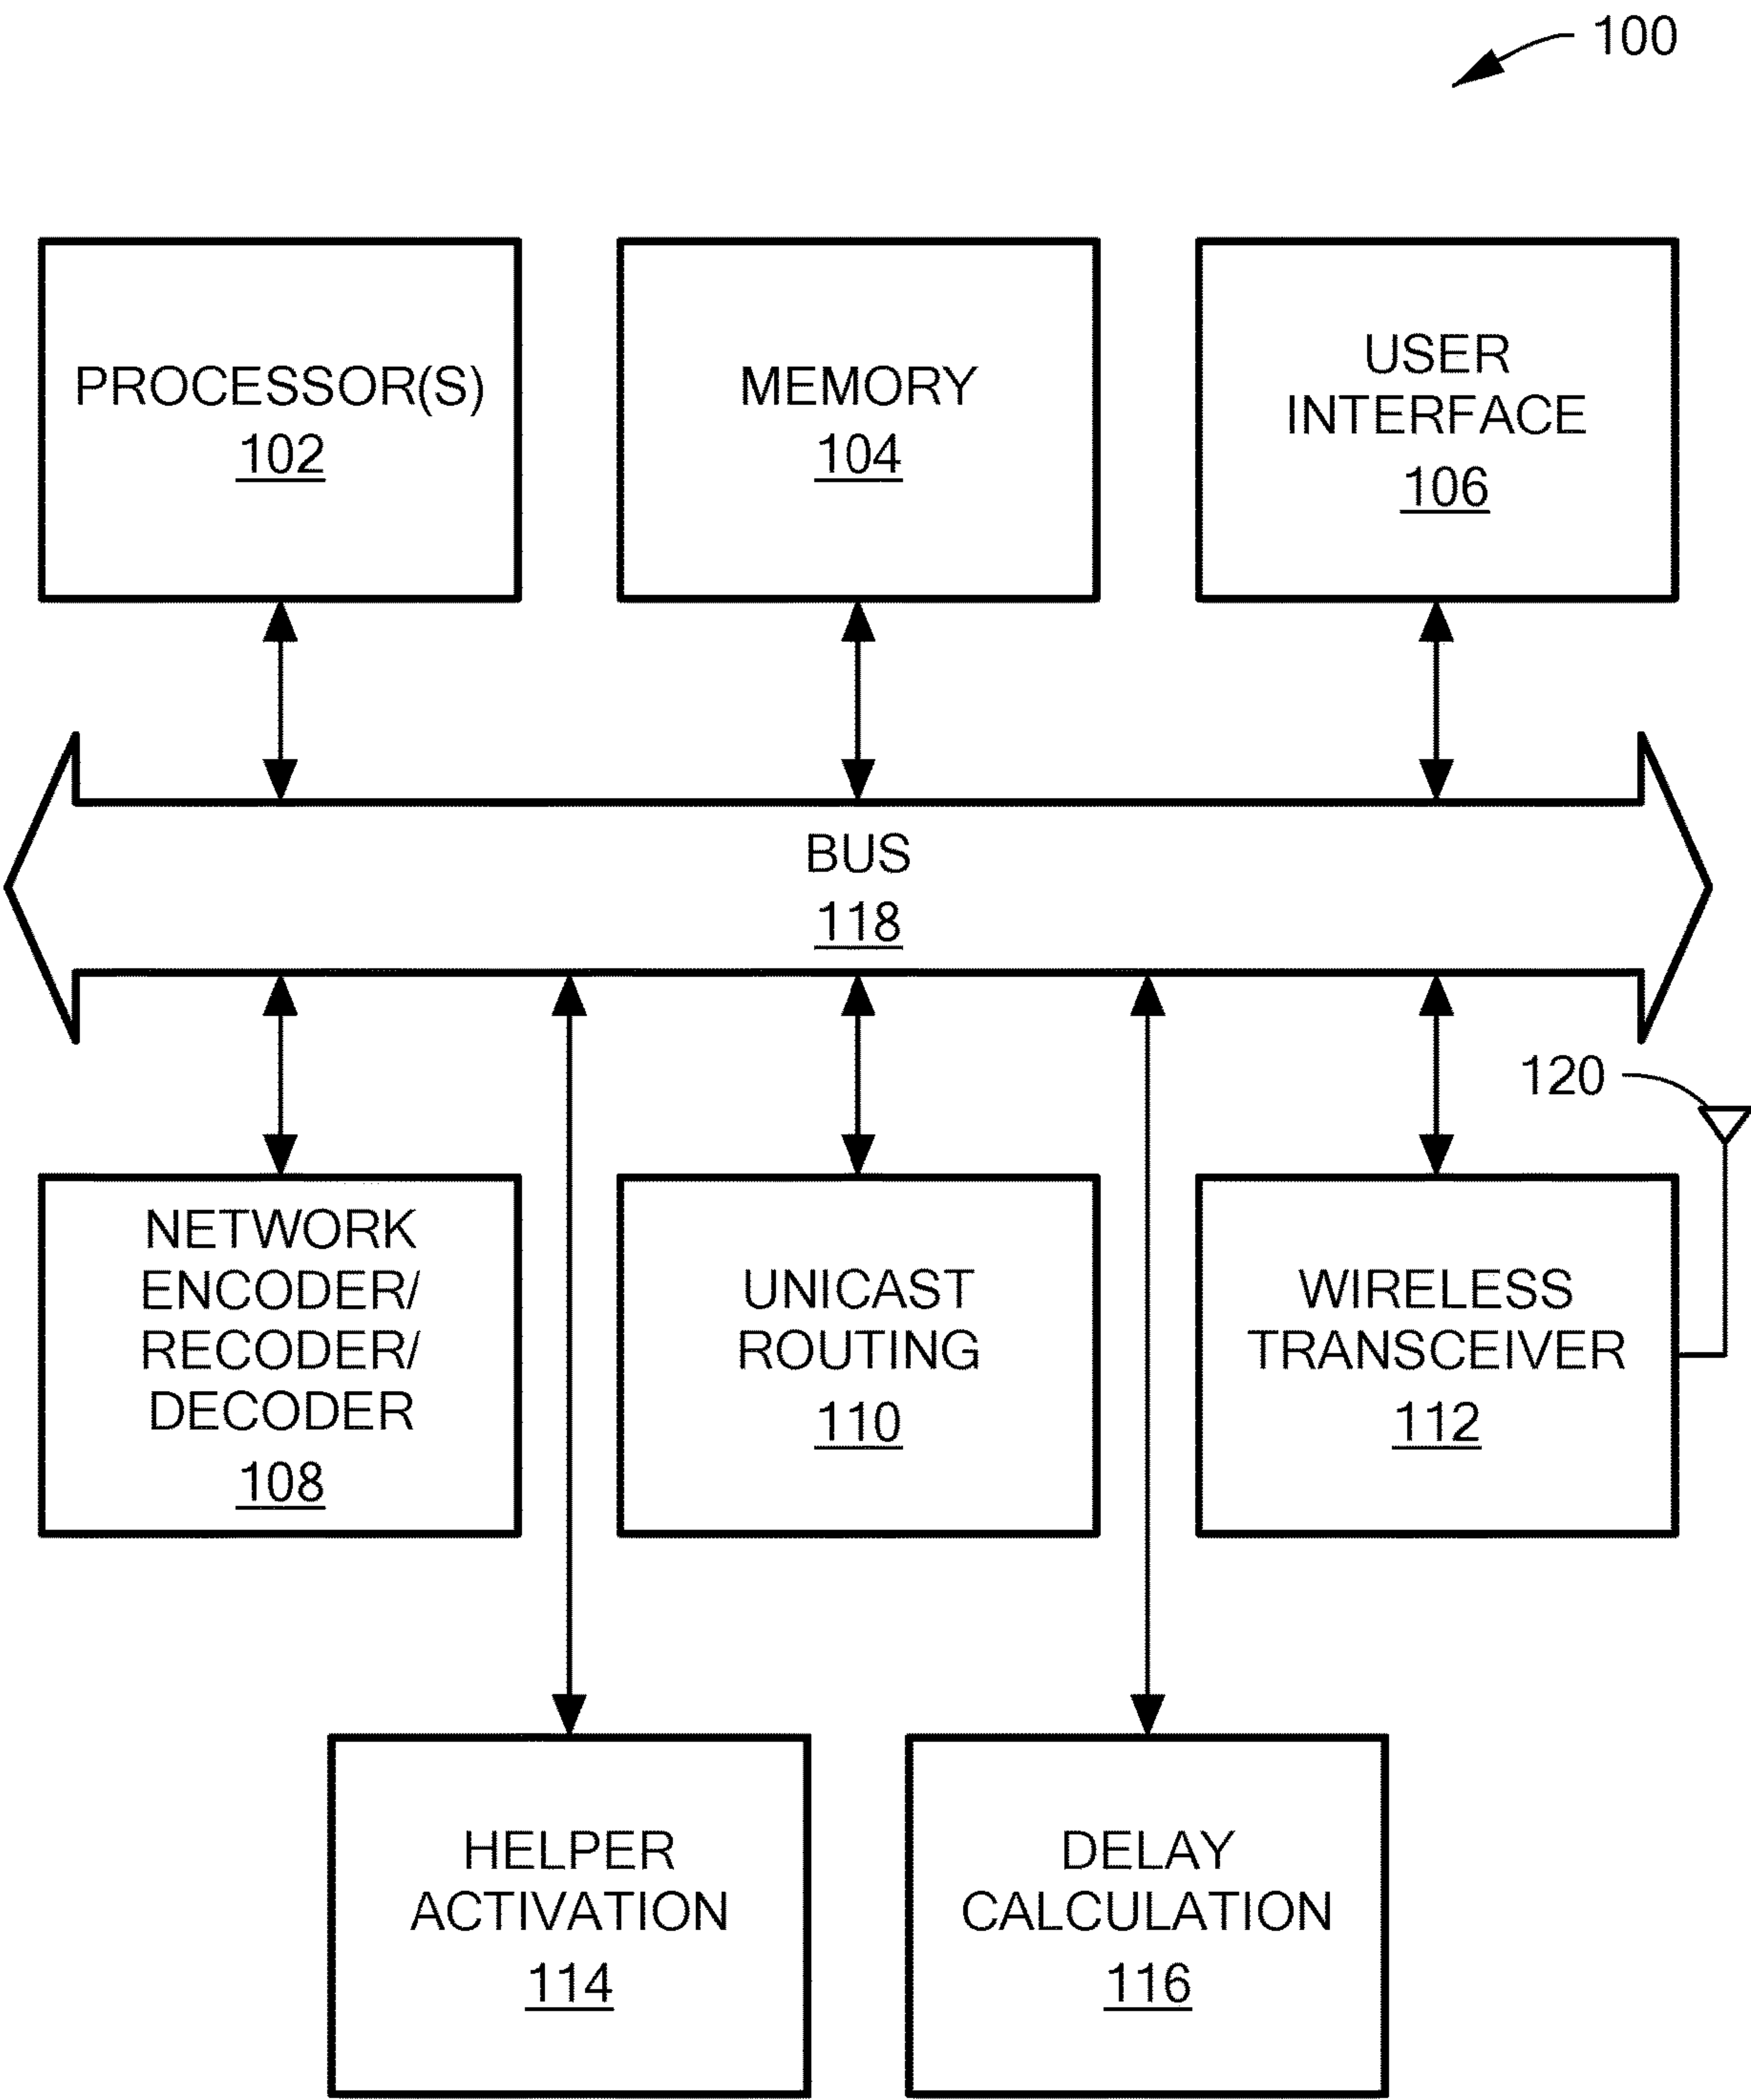 100
PROCESSOR(S)
102
MEMORY
104
USER
INTERFACE
106
BUS
118
120
NETWORK
ENCODER/
RECODER/
DECODER
108
UNICAST
ROUTING
110
WIRELESS
TRANSCEIVER
112
HELPER
ACTIVATION
114
DELAY
CALCULATION
116